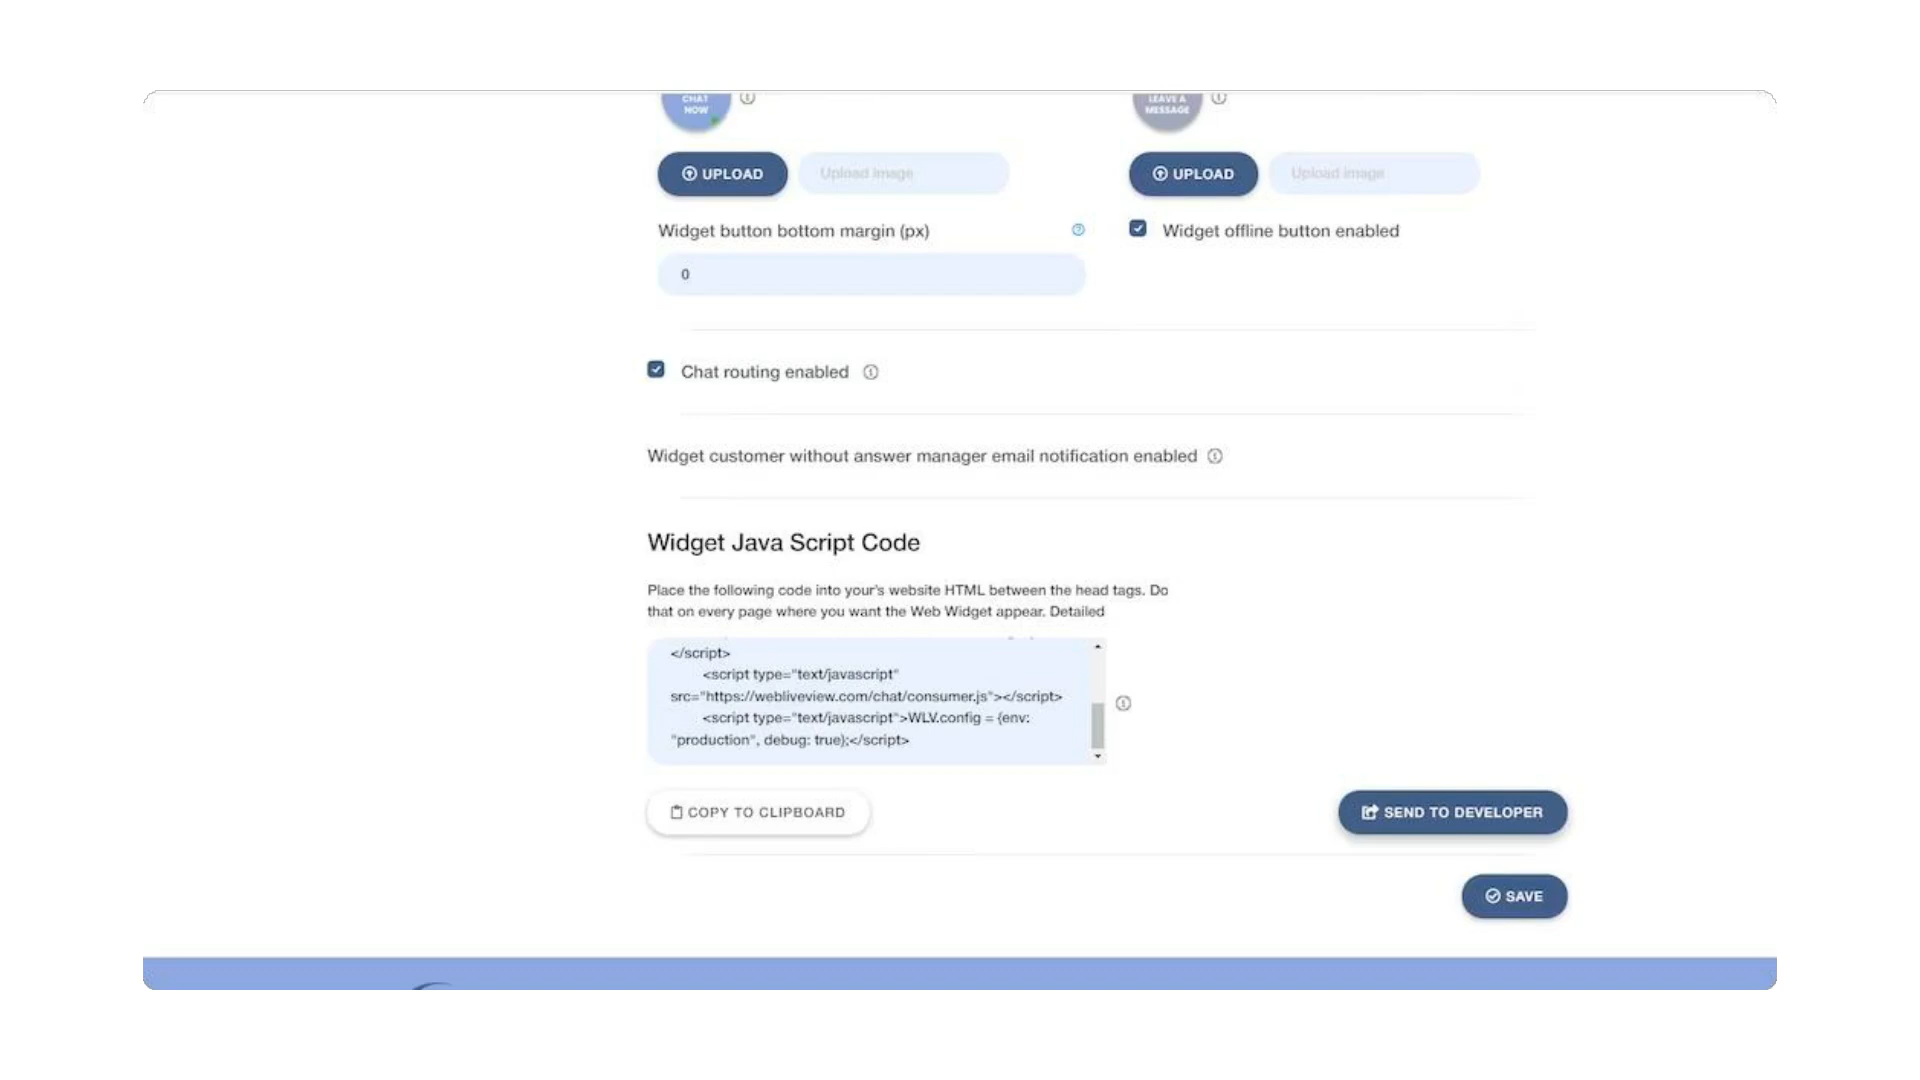 CHAT
NOW
LEAVE A
MESSAGE
UPLOAD
Upload image
UPLOAD
Upload image
Widget button bottom margin (px)
Widget offline button enabled
0
Chat routing enabled
Widget customer without answer manager email notification enabled
Widget Java Script Code
Place the following code into your's website HTML between the head tags. Do
that on every page where you want the Web Widget appear. Detailed
</script>
<script type="text/javascript"
src="https://webliveview.com/chat/consumer.js"></script>
<script type="text/javascript">WLV.config = {env:
"production", debug: true};</script>
COPY TO CLIPBOARD
SEND TO DEVELOPER
SAVE